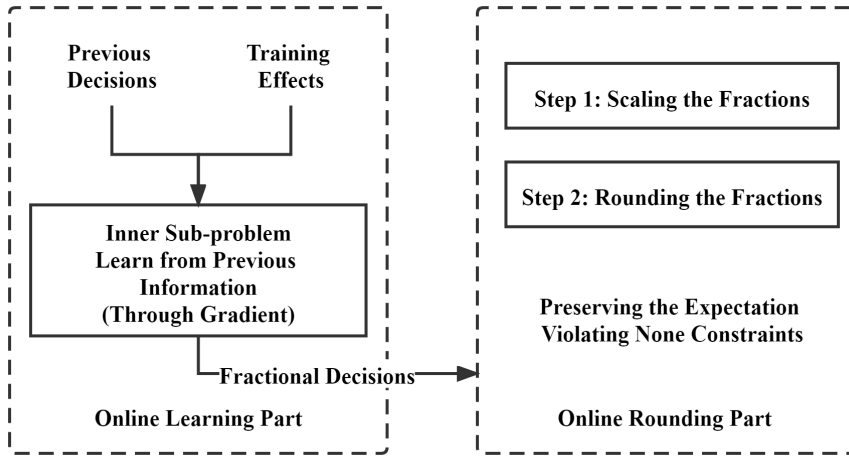 Previous
Decisions
Training
Effects
Inner Sub-problem
Learn from Previous
Information
(Through Gradient)
Fractional Decisions
Online Learning Part
Step 1: Scaling the Fractions
Step 2: Rounding the Fractions
Preserving the Expectation
Violating None Constraints
Online Rounding Part